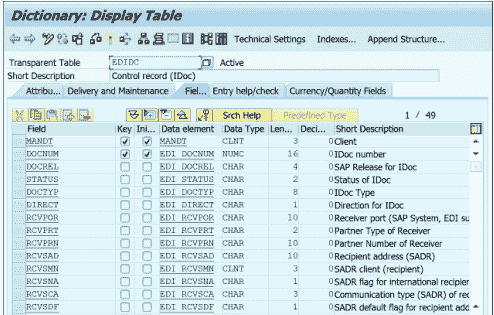 Dictionary: Display Table
Technical Settings Indexes... Append Structure...
Transparent Table EDIDC Active
Short Description Control record (IDoc)
Attribu... Delivery and Maintenance Fiel... Entry help/check Currency/Quantity Fields
Srch Help Predefined Type 1 / 49
Field Key Ini... Data element Data Type Len... Deci... Short Description
MANDT MANDT CLNT 3 0 Client
DOCNUM EDI_DOCNUM NUMC 16 0 IDoc number
DOCREL EDI_DOCREL CHAR 4 0 SAP Release for IDoc
STATUS EDI_STATUS CHAR 2 0 Status of IDoc
DOCTYP EDI_DOCTYP CHAR 8 0 IDoc Type
DIRECT EDI_DIRECT CHAR 1 0 Direction for IDoc
RCVPOR EDI_RCVPOR CHAR 10 0 Receiver port (SAP System, EDI su
RCVPRT EDI_RCVPRT CHAR 2 0 Partner Type of Receiver
RCVPRN EDI_RCVPRN CHAR 10 0 Partner Number of Receiver
RCVSAD EDI_RCVSAD CHAR 10 0 Recipient address (SADR)
RCVSMN EDI_RCVSMN CLNT 3 0 SADR client (recipient)
RCVSNA EDI_RCVSNA CHAR 1 0 SADR flag for international recipier
RCVSCA EDI_RCVSCA CHAR 3 0 Communication type (SADR) of rec
RCVSDF EDI_RCVSDF CHAR 1 0 SADR default flag for recipient add